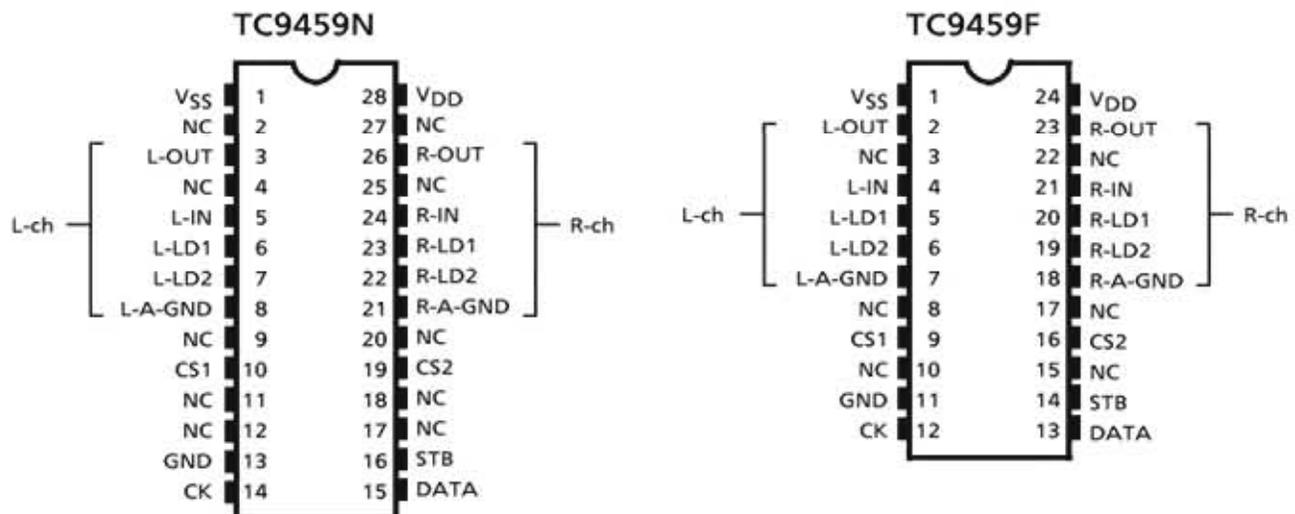 TC9459N TC9459F
VSS 1 28 VDD VSS 1 24 VDD
NC 2 27 NC L-OUT 2 23 R-OUT
L-OUT 3 26 R-OUT NC 3 22 NC
NC 4 25 NC L-IN 4 21 R-IN
L-ch L-IN 5 24 R-IN R-ch L-ch L-LD1 5 20 R-LD1 R-ch
L-LD1 6 23 R-LD1 L-LD2 6 19 R-LD2
L-LD2 7 22 R-LD2 L-A-GND 7 18 R-A-GND
L-A-GND 8 21 R-A-GND NC 8 17 NC
NC 9 20 NC CS1 9 16 CS2
CS1 10 19 CS2 NC 10 15 NC
NC 11 18 NC GND 11 14 STB
NC 12 17 NC CK 12 13 DATA
GND 13 16 STB
CK 14 15 DATA